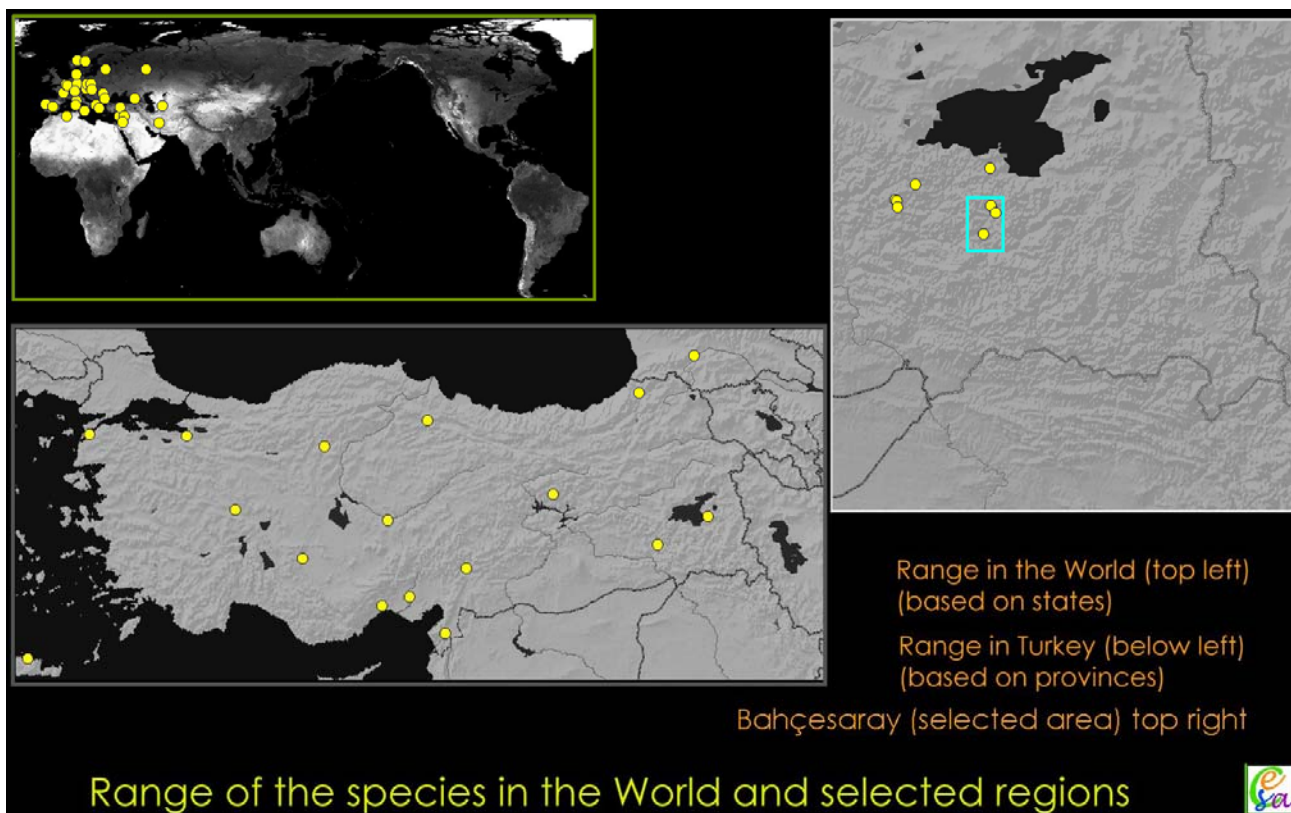 Range in the World (top left)
(based on states)
Range in Turkey (below left)
(based on provinces)
Bahçesaray (selected area) top right
Range of the species in the World and selected regions
esa